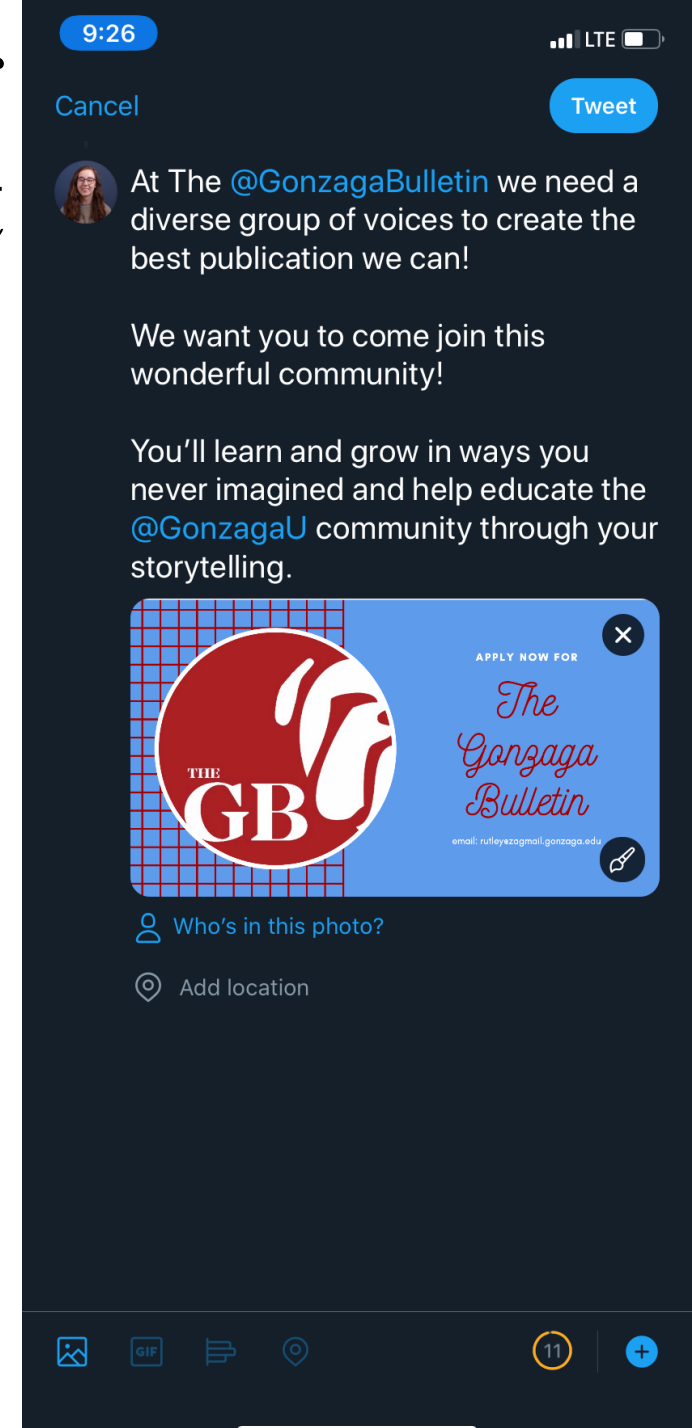 9:26
LTE
Cancel
Tweet
At The @GonzagaBulletin we need a
diverse group of voices to create the
best publication we can!
We want you to come join this
wonderful community!
You’ll learn and grow in ways you
never imagined and help educate the
@GonzagaU community through your
storytelling.
THE
GB
APPLY NOW FOR
The
Gonzaga
Bulletin
email: rutley@zagmail.gonzaga.edu
Who’s in this photo?
Add location
GIF
11